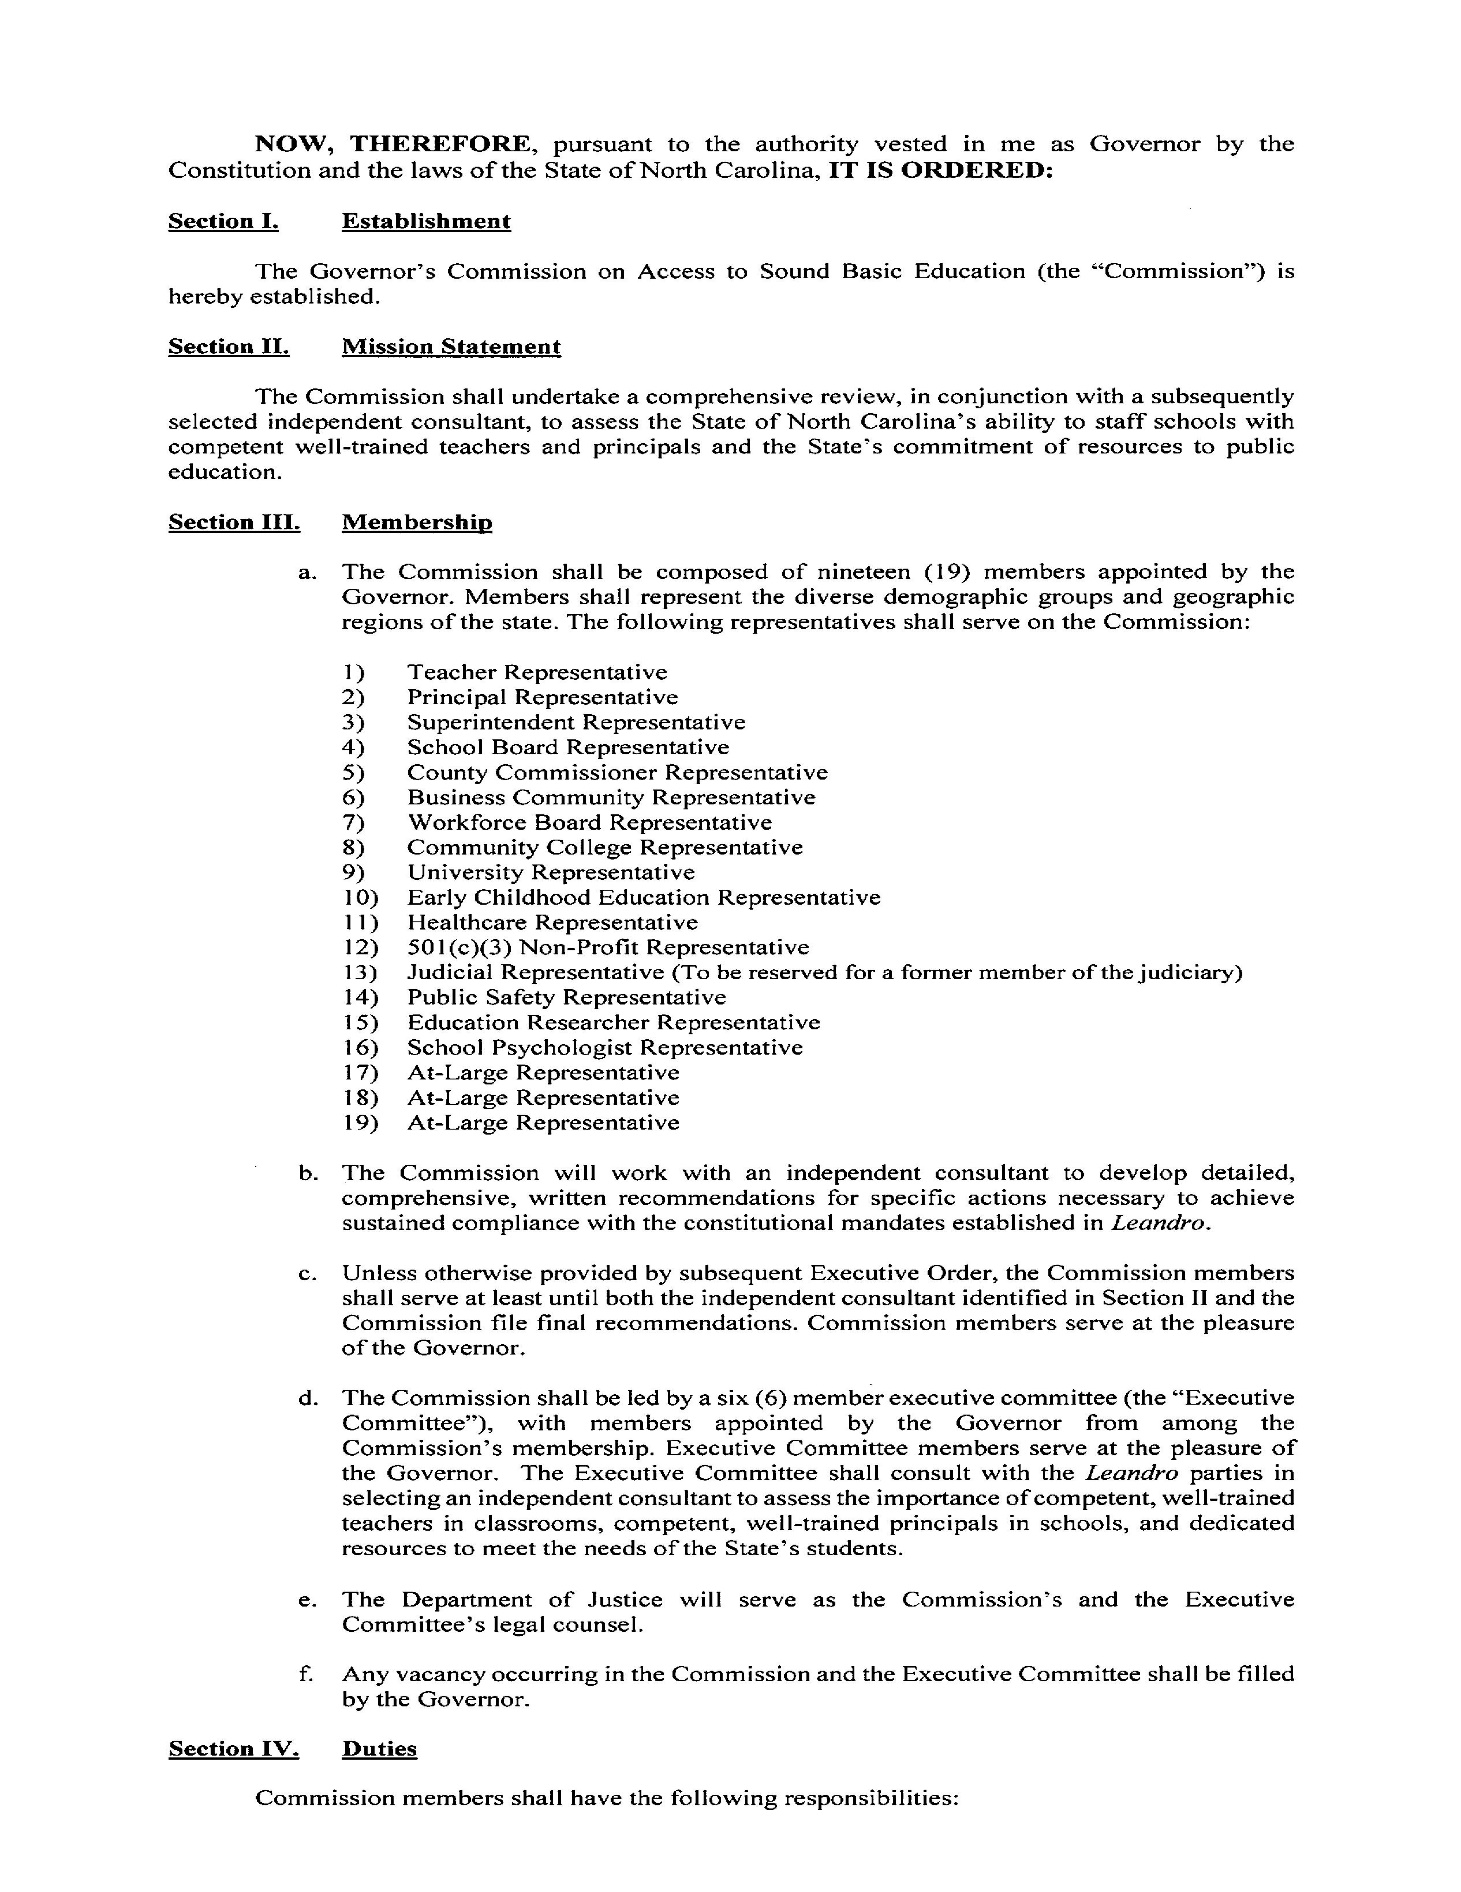 NOW, THEREFORE, pursuant to the authority vested in me as Governor by the
Constitution and the laws of the State of North Carolina, IT IS ORDERED:
Section I. Establishment
The Governor's Commission on Access to Sound Basic Education (the “Commission”) is
hereby established.
Section II. Mission Statement
The Commission shall undertake a comprehensive review, in conjunction with a subsequently
selected independent consultant, to assess the State of North Carolina's ability to staff schools with
competent well-trained teachers and principals and the State's commitment of resources to public
education.
Section III. Membership
a. The Commission shall be composed of nineteen (19) members appointed by the
Governor. Members shall represent the diverse demographic groups and geographic
regions of the state. The following representatives shall serve on the Commission:
1) Teacher Representative
2) Principal Representative
3) Superintendent Representative
4) School Board Representative
5) County Commissioner Representative
6) Business Community Representative
7) Workforce Board Representative
8) Community College Representative
9) University Representative
10) Early Childhood Education Representative
11) Healthcare Representative
12) 501(c)(3) Non-Profit Representative
13) Judicial Representative (To be reserved for a former member of the judiciary)
14) Public Safety Representative
15) Education Researcher Representative
16) School Psychologist Representative
17) At-Large Representative
18) At-Large Representative
19) At-Large Representative
b. The Commission will work with an independent consultant to develop detailed,
comprehensive, written recommendations for specific actions necessary to achieve
sustained compliance with the constitutional mandates established in Leandro.
c. Unless otherwise provided by subsequent Executive Order, the Commission members
shall serve at least until both the independent consultant identified in Section II and the
Commission file final recommendations. Commission members serve at the pleasure
of the Governor.
d. The Commission shall be led by a six (6) member executive committee (the “Executive
Committee”), with members appointed by the Governor from among the
Commission's membership. Executive Committee members serve at the pleasure of
the Governor. The Executive Committee shall consult with the Leandro parties in
selecting an independent consultant to assess the importance of competent, well-trained
teachers in classrooms, competent, well-trained principals in schools, and dedicated
resources to meet the needs of the State's students.
e. The Department of Justice will serve as the Commission's and the Executive
Committee's legal counsel.
f. Any vacancy occurring in the Commission and the Executive Committee shall be filled
by the Governor.
Section IV. Duties
Commission members shall have the following responsibilities: